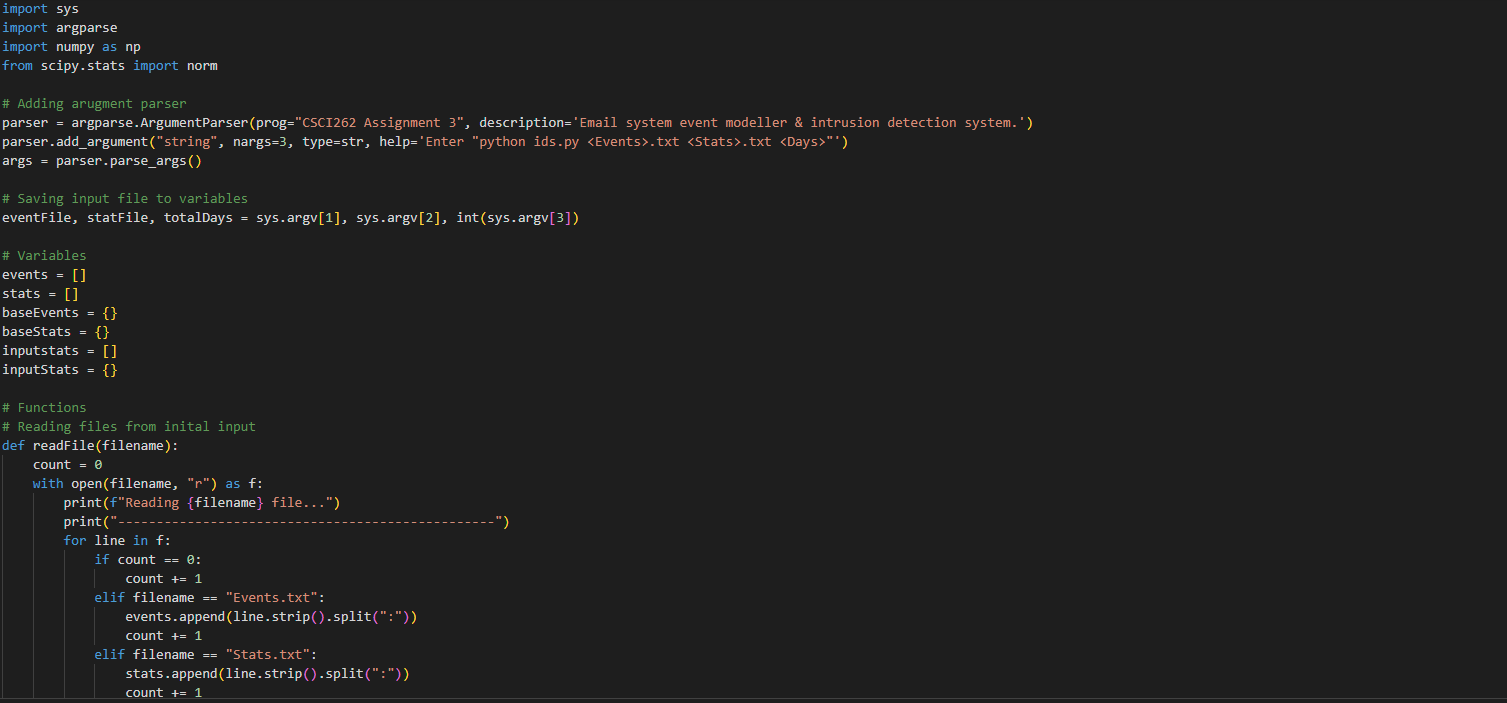 import sys
import argparse
import numpy as np
from scipy.stats import norm
# Adding arugment parser
parser = argparse.ArgumentParser(prog="CSCI262 Assignment 3", description='Email system event modeller & intrusion detection system.')
parser.add_argument("string", nargs=3, type=str, help='Enter "python ids.py <Events>.txt <Stats>.txt <Days>"')
args = parser.parse_args()
# Saving input file to variables
eventFile, statFile, totalDays = sys.argv[1], sys.argv[2], int(sys.argv[3])
# Variables
events = []
stats = []
baseEvents = {}
baseStats = {}
inputstats = []
inputStats = {}
# Functions
# Reading files from inital input
def readFile(filename):
    count = 0
    with open(filename, "r") as f:
        print(f"Reading {filename} file...")
        print("-------------------------------------------------")
        for line in f:
            if count == 0:
                count += 1
            elif filename == "Events.txt":
                events.append(line.strip().split(":"))
                count += 1
            elif filename == "Stats.txt":
                stats.append(line.strip().split(":"))
                count += 1